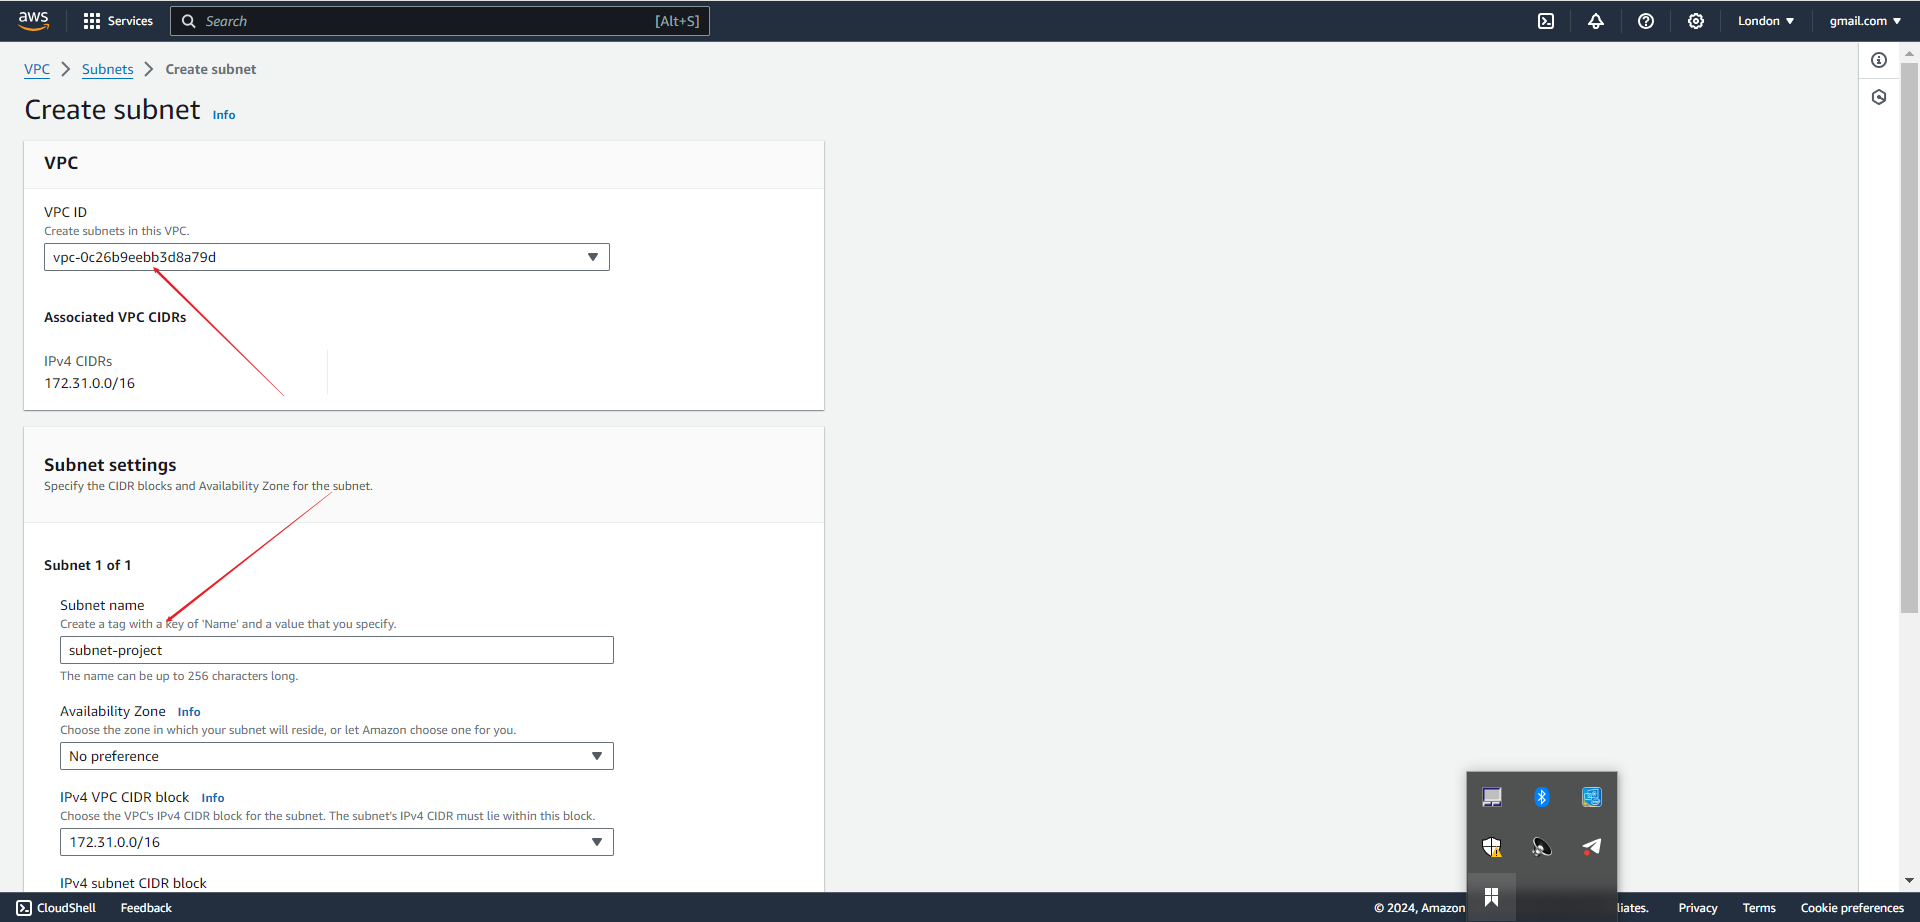 aws
Services
Search [Alt+S]
London
gmail.com
VPC > Subnets > Create subnet
Create subnet Info
VPC
VPC ID
Create subnets in this VPC.
vpc-0c26b9eebb3d8a79d
Associated VPC CIDRs
IPv4 CIDRs
172.31.0.0/16
Subnet settings
Specify the CIDR blocks and Availability Zone for the subnet.
Subnet 1 of 1
Subnet name
Create a tag with a key of 'Name' and a value that you specify.
subnet-project
The name can be up to 256 characters long.
Availability Zone Info
Choose the zone in which your subnet will reside, or let Amazon choose one for you.
No preference
IPv4 VPC CIDR block Info
Choose the VPC's IPv4 CIDR block for the subnet. The subnet's IPv4 CIDR must lie within this block.
172.31.0.0/16
IPv4 subnet CIDR block
CloudShell Feedback © 2024, Amazon liates. Privacy Terms Cookie preferences